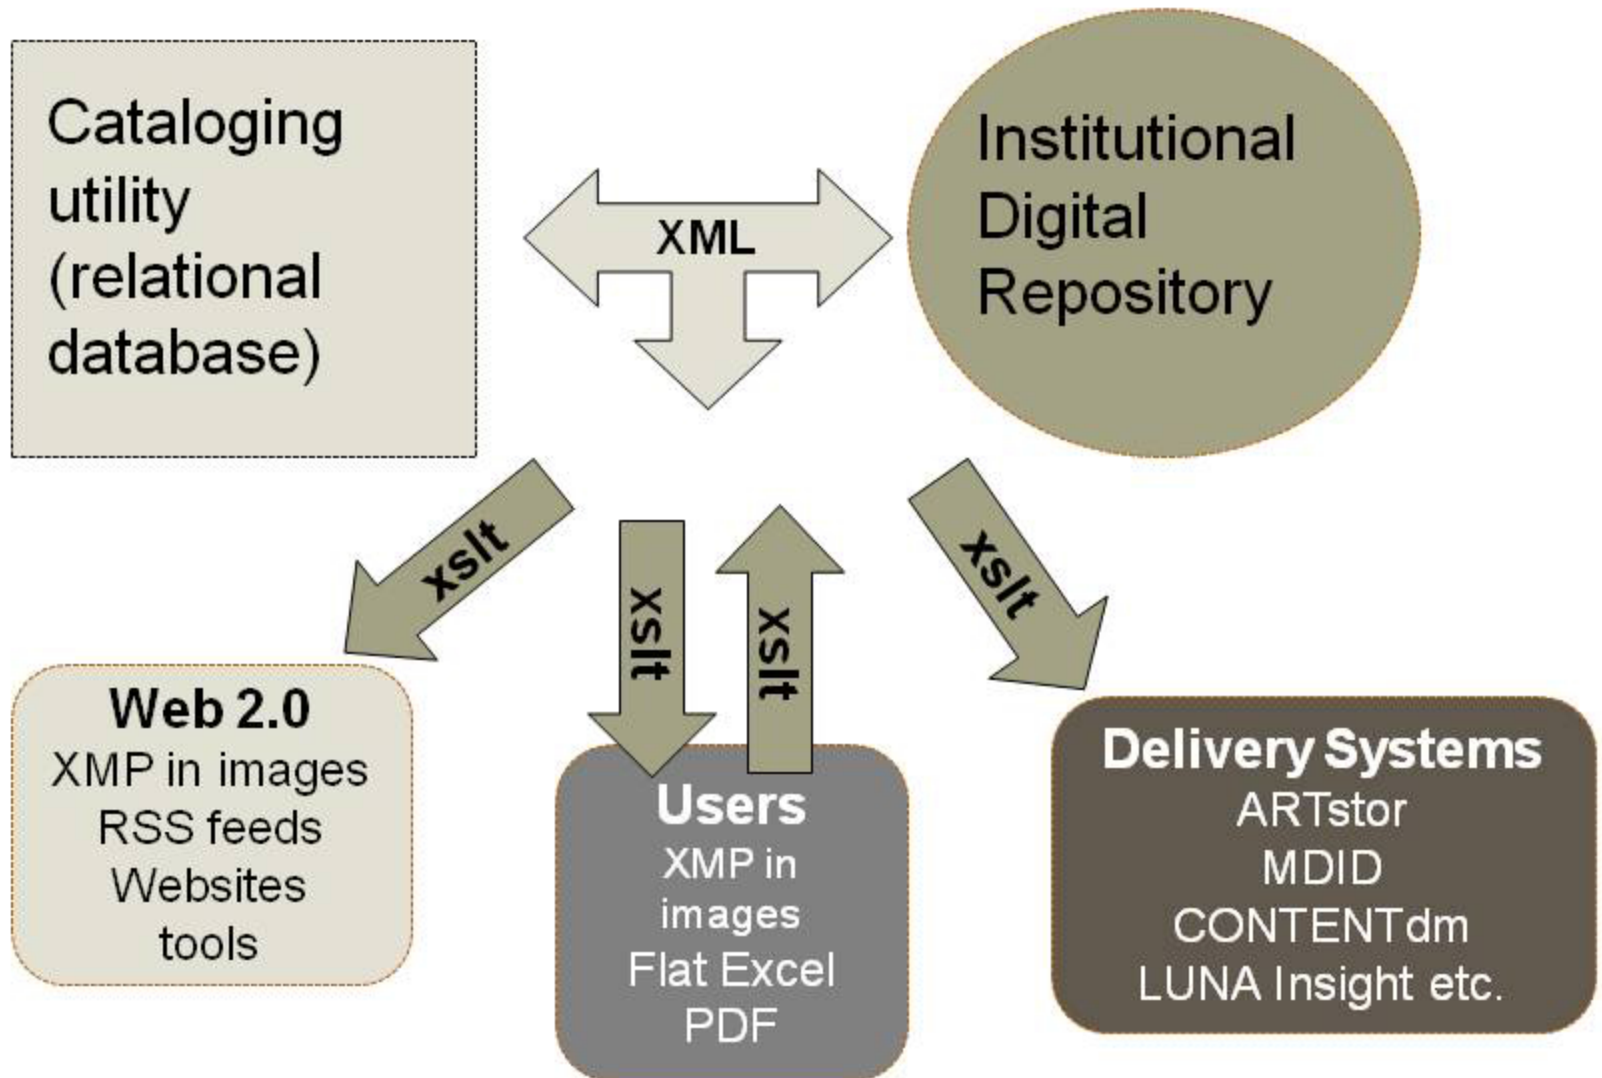 Cataloging
utility
(relational
database)
XML
Institutional
Digital
Repository
xslt
xslt
xslt
xslt
Web 2.0
XMP in images
RSS feeds
Websites
tools
Users
XMP in
images
Flat Excel
PDF
Delivery Systems
ARTstor
MDID
CONTENTdm
LUNA Insight etc.